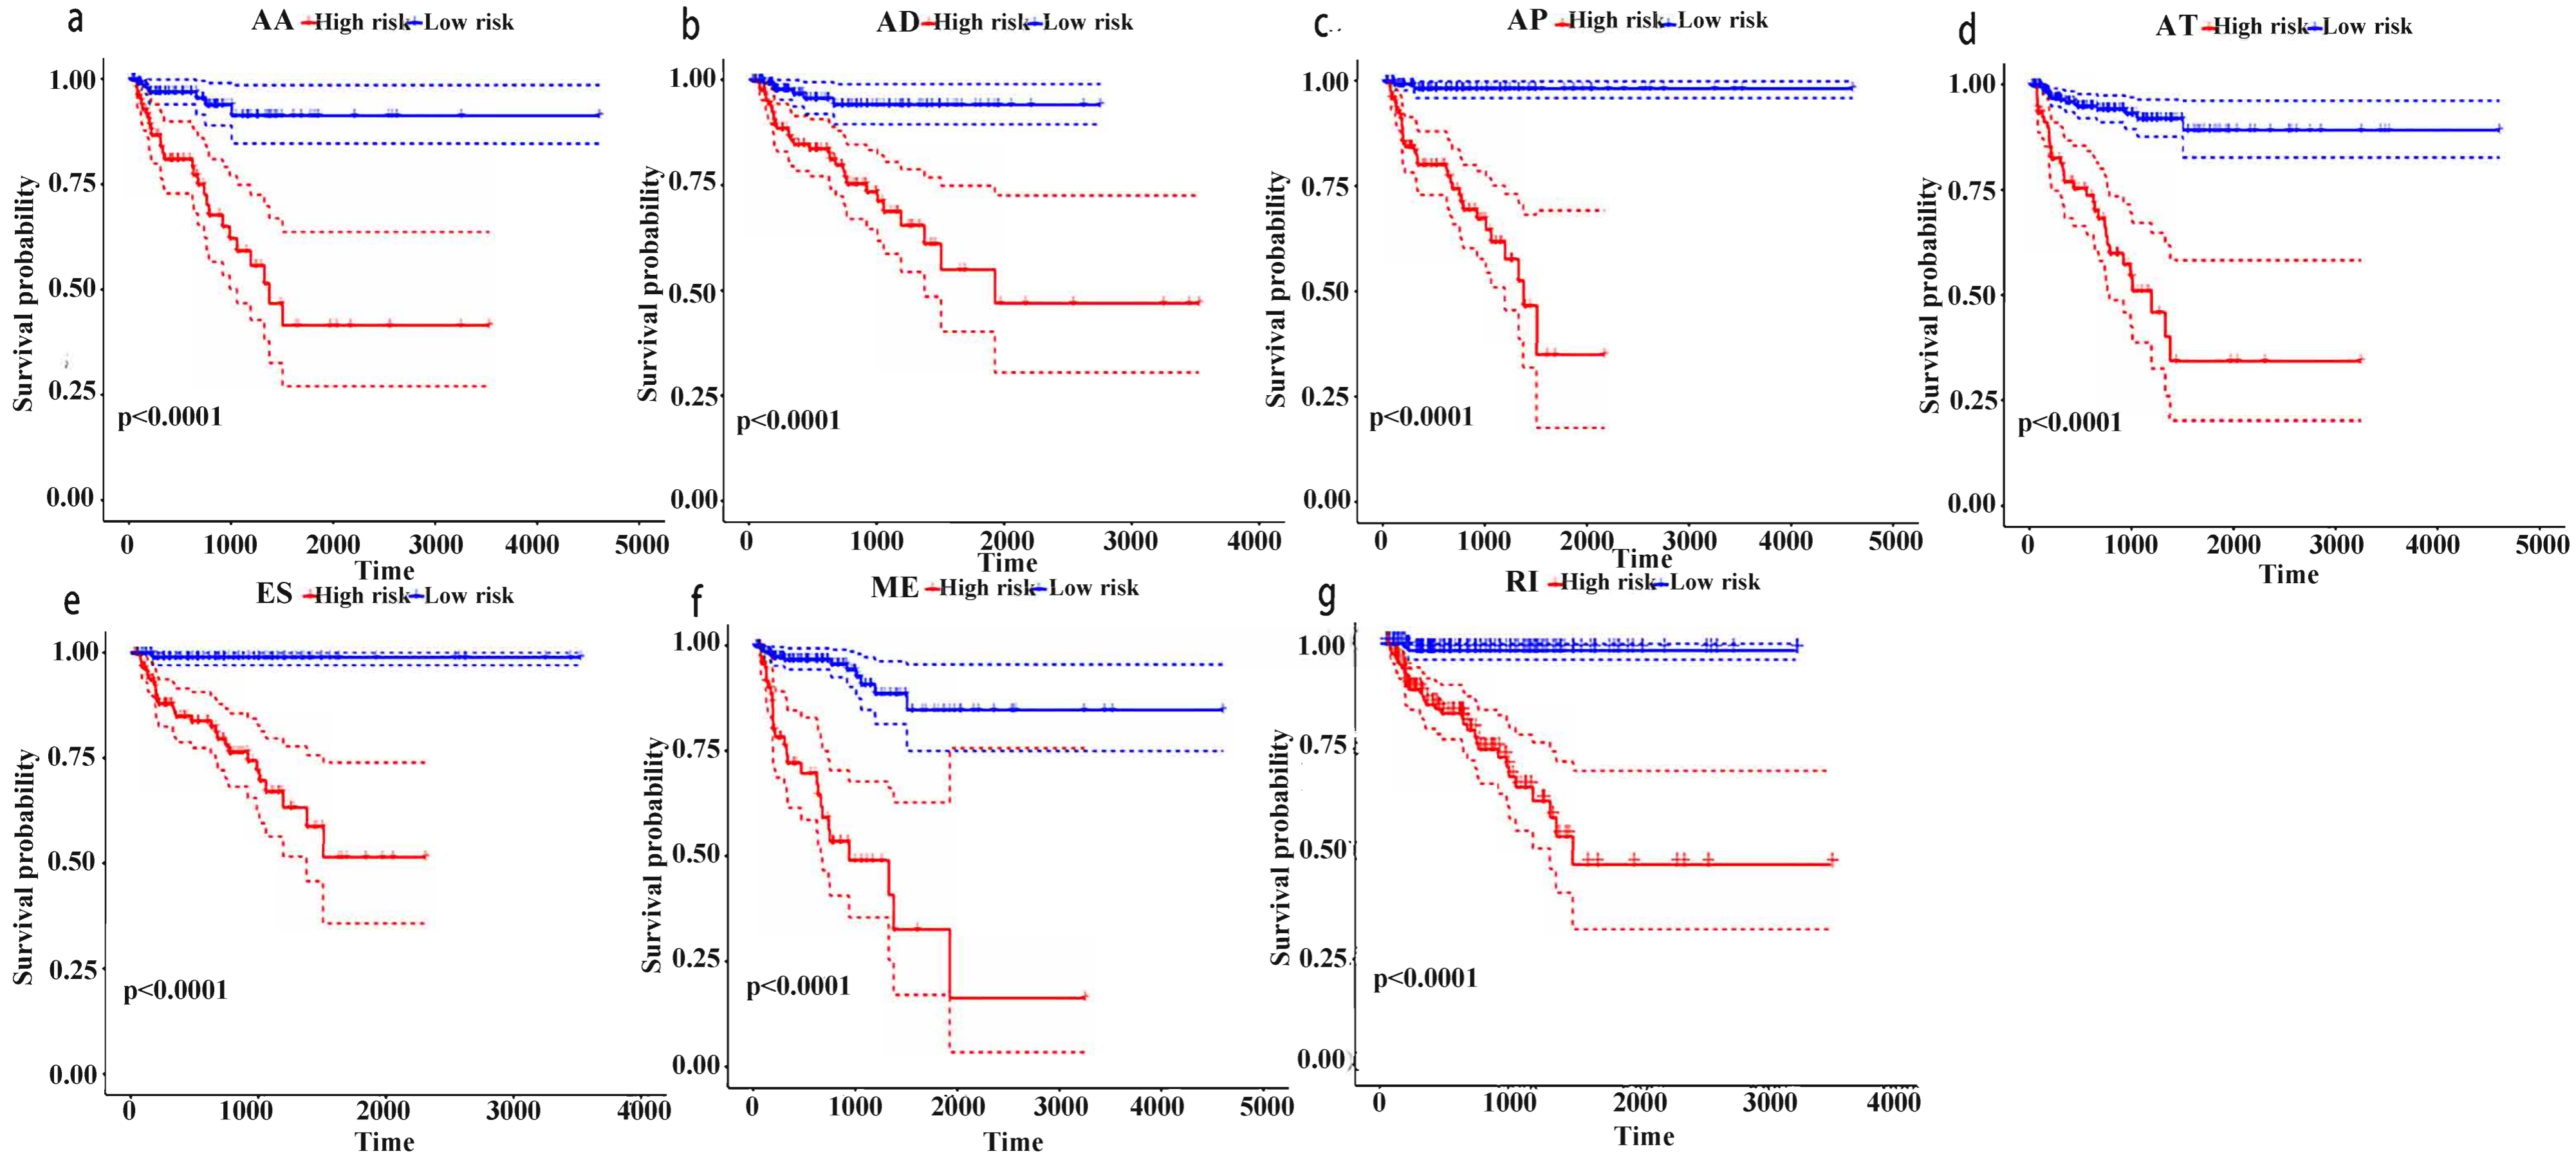 a AA High risk Low risk
1.00
0.75
0.50
0.25
0.00
Survival probability
p<0.0001
0 1000 2000 3000 4000 5000
Time
b AD High risk Low risk
1.00
0.75
0.50
0.25
0.00
Survival probability
p<0.0001
0 1000 2000 3000 4000
Time
c AP High risk Low risk
1.00
0.75
0.50
0.25
0.00
Survival probability
p<0.0001
0 1000 2000 3000 4000 5000
Time
d AT High risk Low risk
1.00
0.75
0.50
0.25
0.00
Survival probability
p<0.0001
0 1000 2000 3000 4000 5000
Time
e ES High risk Low risk
1.00
0.75
0.50
0.25
0.00
Survival probability
p<0.0001
0 1000 2000 3000 4000
Time
f ME High risk Low risk
1.00
0.75
0.50
0.25
0.00
Survival probability
p<0.0001
0 1000 2000 3000 4000 5000
Time
g RI High risk Low risk
1.00
0.75
0.50
0.25
0.00
Survival probability
p<0.0001
0 1000 2000 3000 4000
Time